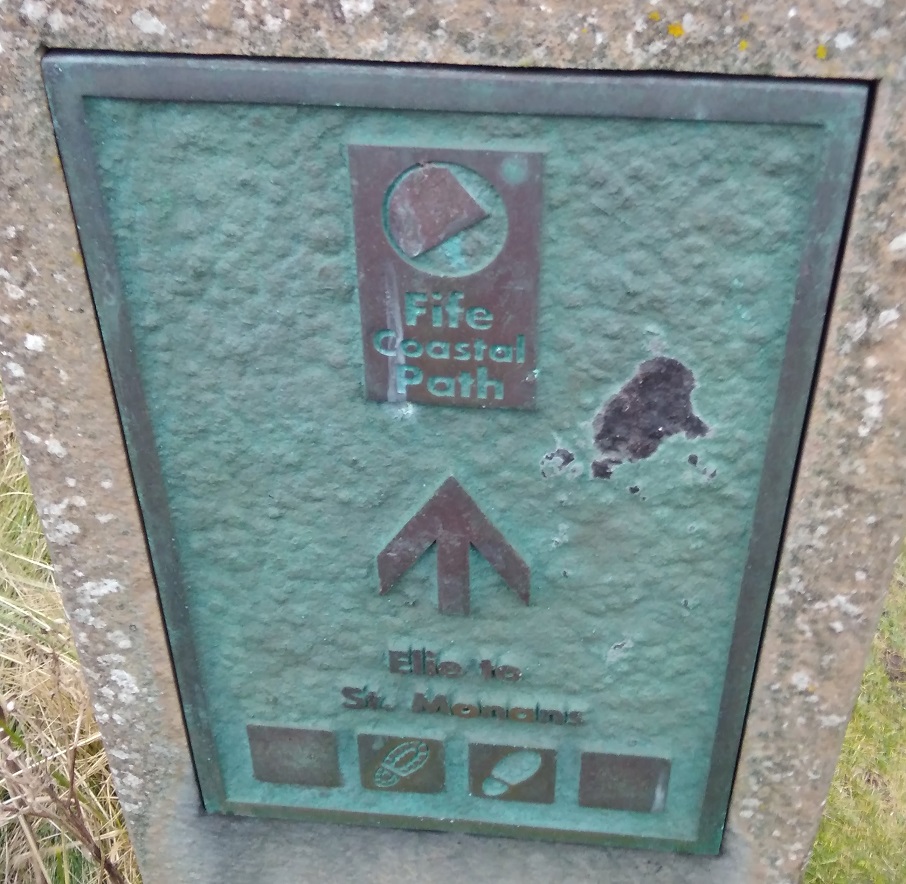 Fife
Coastal
Path
Elie to
St. Monans